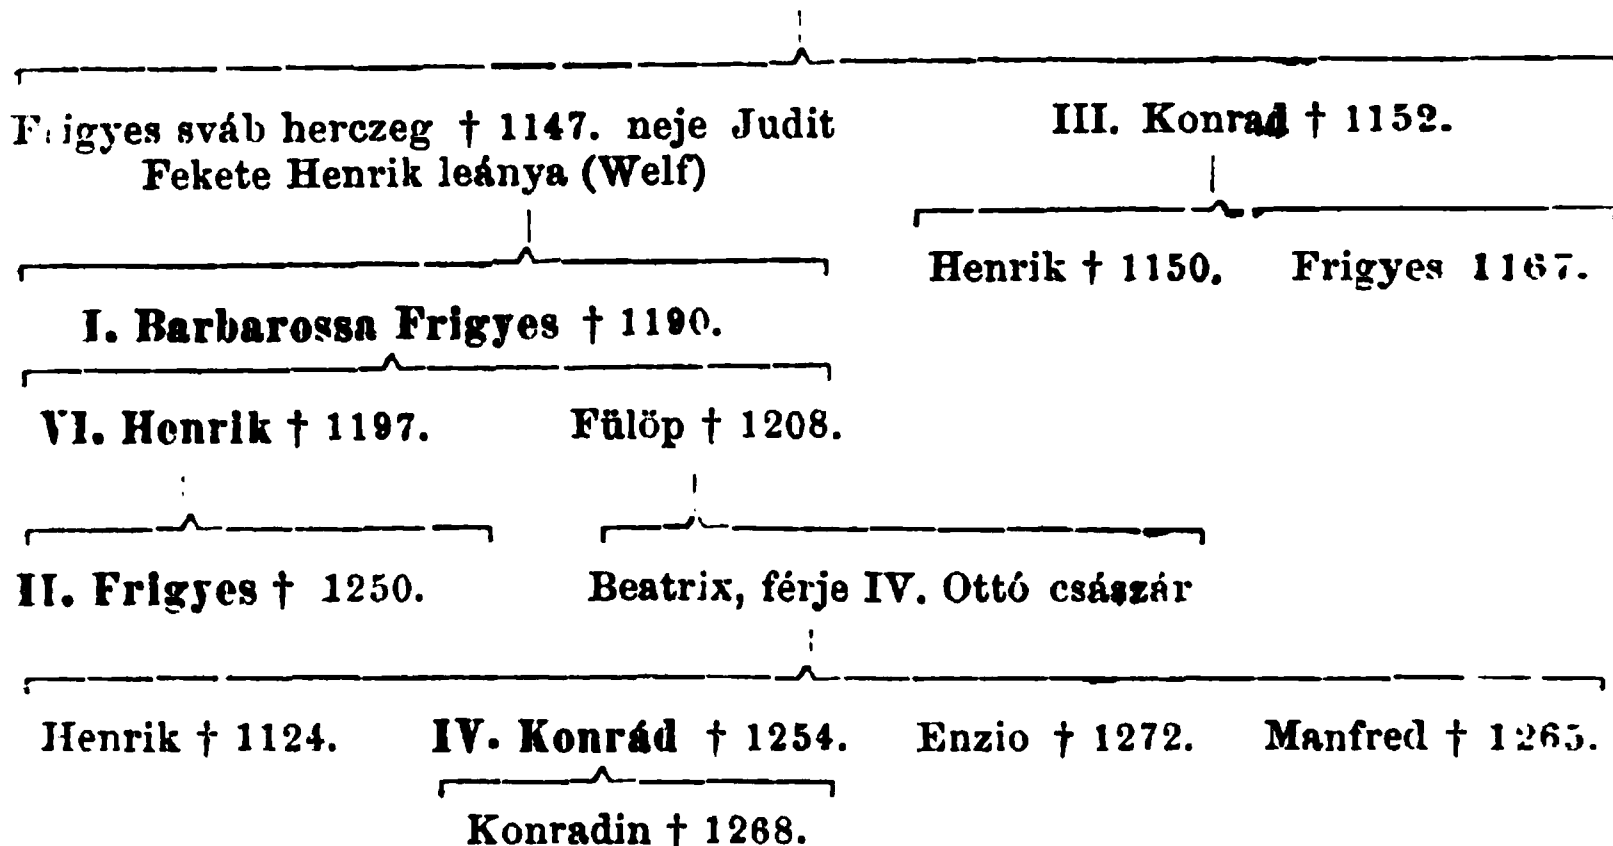 Frigyes sváb herczeg † 1147. neje Judit
Fekete Henrik leánya (Welf)
III. Konrad † 1152.
Henrik † 1150. Frigyes 1167.
I. Barbarossa Frigyes † 1190.
VI. Henrik † 1197. Fülöp † 1208.
II. Frigyes † 1250. Beatrix, férje IV. Ottó császár
Henrik † 1124. IV. Konrád † 1254. Enzio † 1272. Manfred † 1265.
Konradin † 1268.